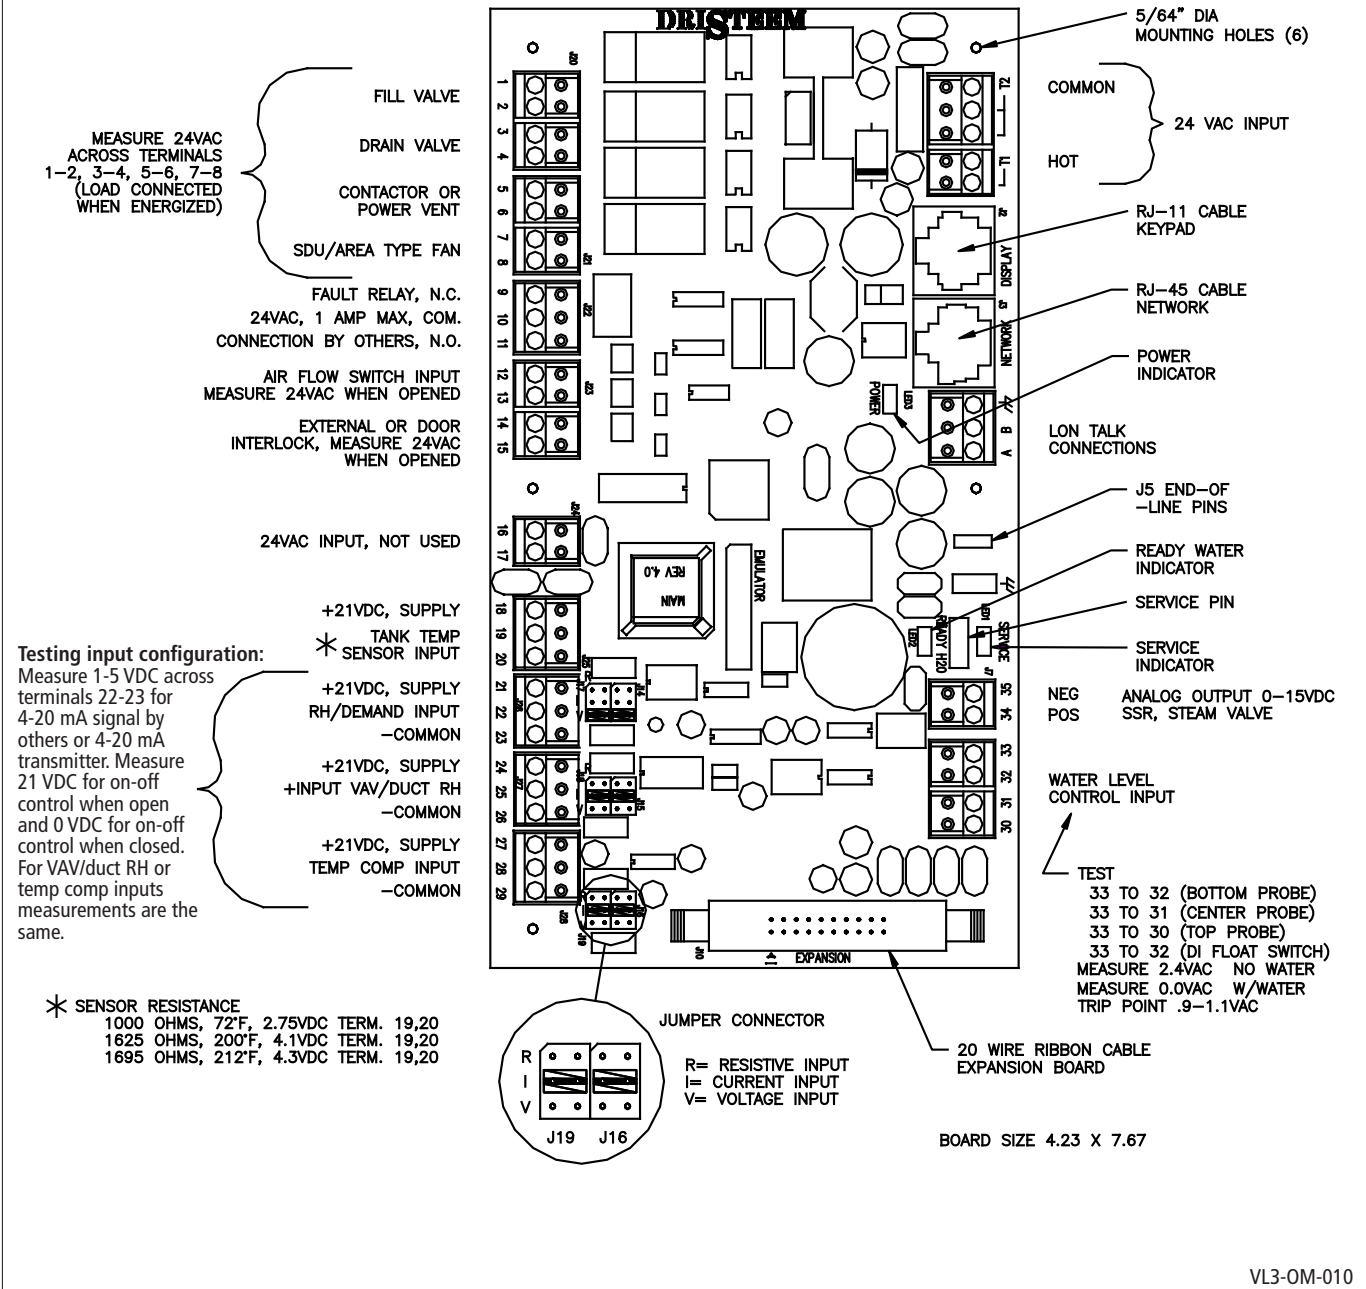 DRISTEEM
5/64" DIA
MOUNTING HOLES (6)
COMMON
24 VAC INPUT
HOT
T2
T1
RJ-11 CABLE
KEYPAD
DISPLAY
RJ-45 CABLE
NETWORK
NETWORK
POWER
INDICATOR
POWER
LED3
B
A
LON TALK
CONNECTIONS
J5 END-OF
-LINE PINS
READY WATER
INDICATOR
SERVICE PIN
SERVICE
INDICATOR
LED2
READY H20
LED1
SERVICE
J7
35
34
NEG
POS
ANALOG OUTPUT 0-15VDC
SSR, STEAM VALVE
33
32
31
30
WATER LEVEL
CONTROL INPUT
TEST
33 TO 32 (BOTTOM PROBE)
33 TO 31 (CENTER PROBE)
33 TO 30 (TOP PROBE)
33 TO 32 (DI FLOAT SWITCH)
MEASURE 2.4VAC NO WATER
MEASURE 0.0VAC W/WATER
TRIP POINT .9-1.1VAC
MEASURE 24VAC
ACROSS TERMINALS
1-2, 3-4, 5-6, 7-8
(LOAD CONNECTED
WHEN ENERGIZED)
FILL VALVE
DRAIN VALVE
CONTACTOR OR
POWER VENT
SDU/AREA TYPE FAN
FAULT RELAY, N.C.
24VAC, 1 AMP MAX, COM.
CONNECTION BY OTHERS, N.O.
AIR FLOW SWITCH INPUT
MEASURE 24VAC WHEN OPENED
EXTERNAL OR DOOR
INTERLOCK, MEASURE 24VAC
WHEN OPENED
24VAC INPUT, NOT USED
+21VDC, SUPPLY
* TANK TEMP
SENSOR INPUT
+21VDC, SUPPLY
RH/DEMAND INPUT
-COMMON
+21VDC, SUPPLY
+INPUT VAV/DUCT RH
-COMMON
+21VDC, SUPPLY
TEMP COMP INPUT
-COMMON
1
2
3
4
5
6
7
8
9
10
11
12
13
14
15
16
17
18
19
20
21
22
23
24
25
26
27
28
29
J20
J21
J22
J23
J24
J19
J10
MAIN
REV 4.0
EMULATOR
EXPANSION
Testing input configuration:
Measure 1-5 VDC across
terminals 22-23 for
4-20 mA signal by
others or 4-20 mA
transmitter. Measure
21 VDC for on-off
control when open
and 0 VDC for on-off
control when closed.
For VAV/duct RH or
temp comp inputs
measurements are the
same.
* SENSOR RESISTANCE
1000 OHMS, 72°F, 2.75VDC TERM. 19,20
1625 OHMS, 200°F, 4.1VDC TERM. 19,20
1695 OHMS, 212°F, 4.3VDC TERM. 19,20
JUMPER CONNECTOR
R= RESISTIVE INPUT
I= CURRENT INPUT
V= VOLTAGE INPUT
R
I
V
J19 J16
20 WIRE RIBBON CABLE
EXPANSION BOARD
BOARD SIZE 4.23 X 7.67
VL3-OM-010